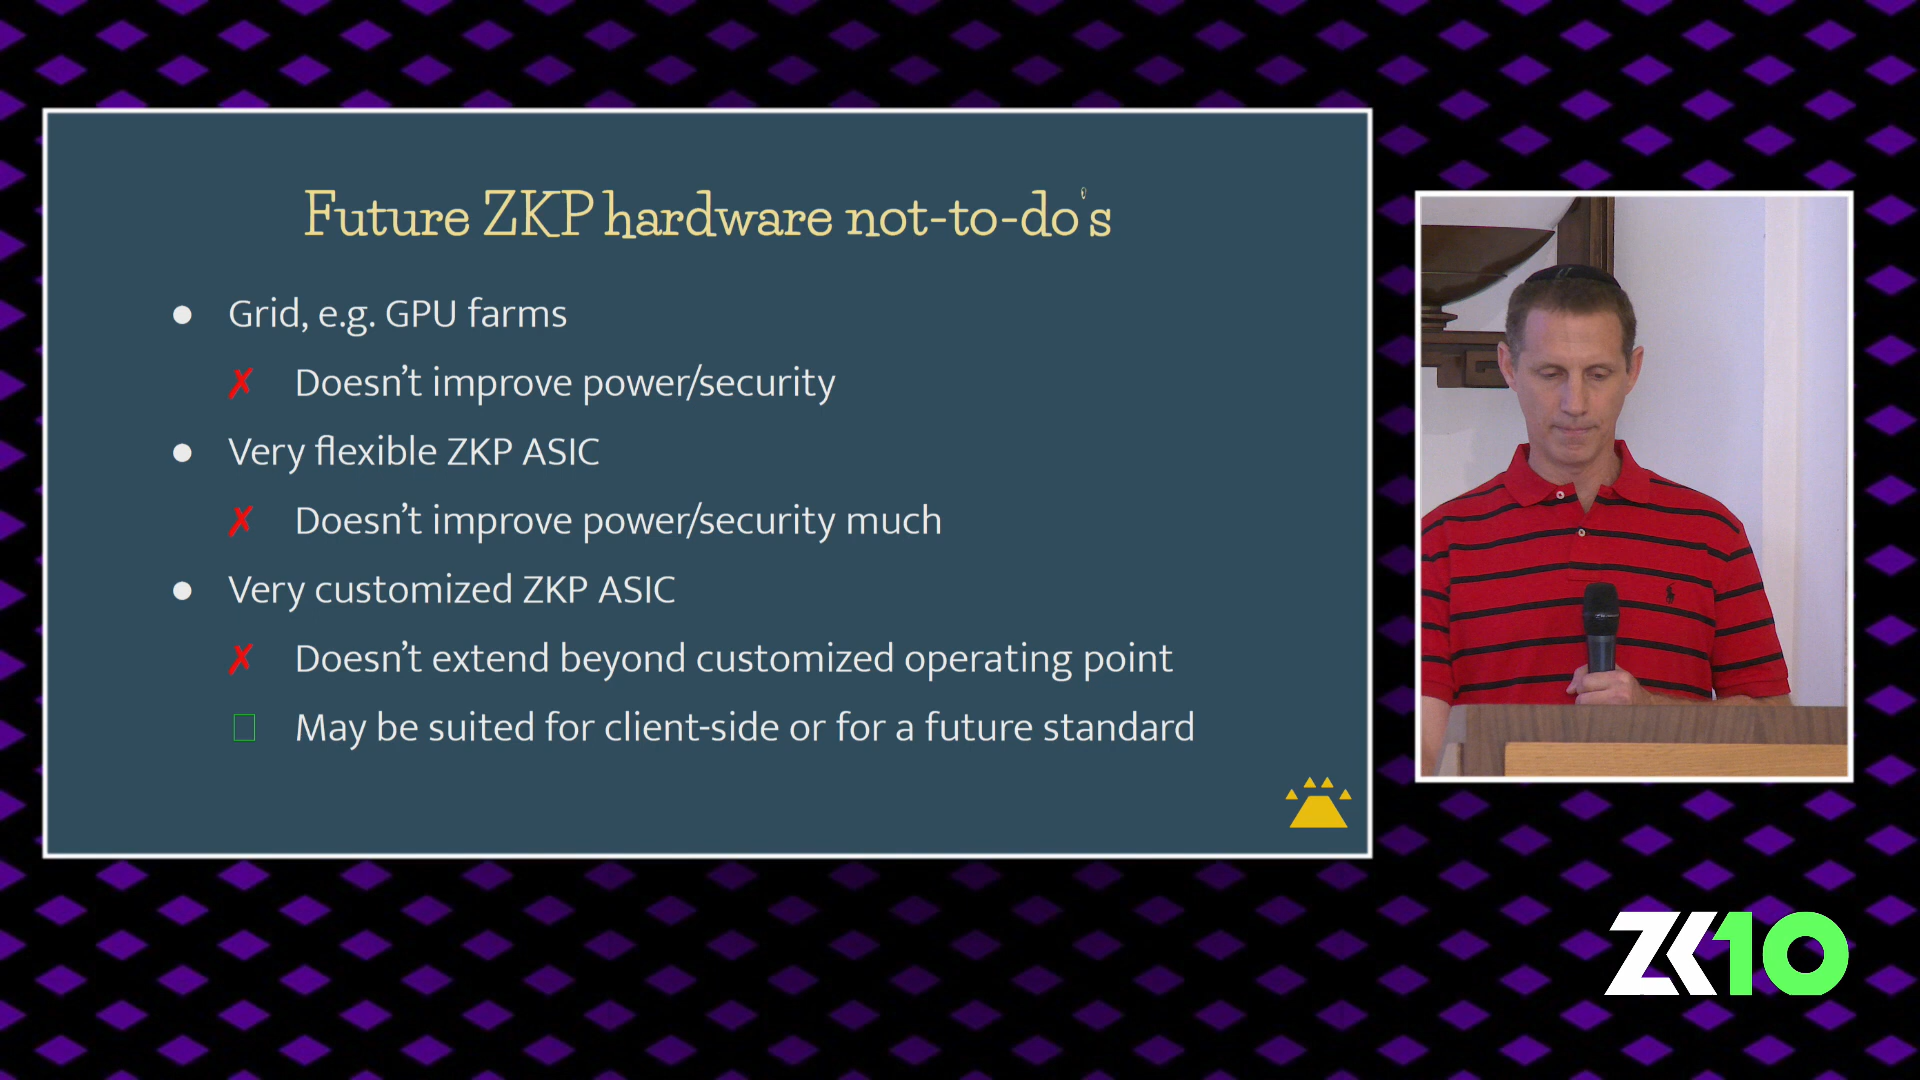 Future ZKP hardware not-to-do's
● Grid, e.g. GPU farms
✗ Doesn't improve power/security
● Very flexible ZKP ASIC
✗ Doesn't improve power/security much
● Very customized ZKP ASIC
✗ Doesn't extend beyond customized operating point
□ May be suited for client-side or for a future standard
ZK10